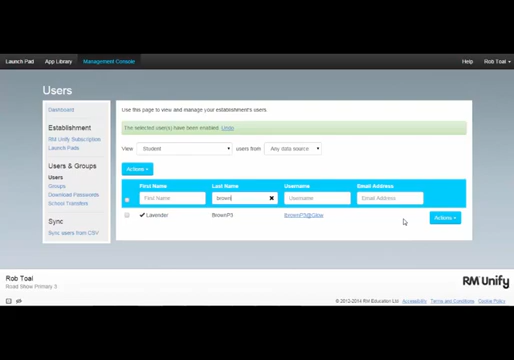 Launch Pad App Library Management Console Help Rob Toal
Users
Dashboard
Establishment
RM Unify Subscription
Launch Pads
Users & Groups
Users
Groups
Download Passwords
School Transfers
Sync
Sync users from CSV
Use this page to view and manage your establishment's users.
The selected user(s) have been enabled. Undo
View Student users from Any data source
Actions
First Name Last Name Username Email Address
First Name brown Username Email Address
Lavender BrownP3 lbrownP3@Glow Actions
Rob Toal
Road Show Primary 3
RM Unify
© 2012-2014 RM Education Ltd Accessibility Terms and Conditions Cookie Policy